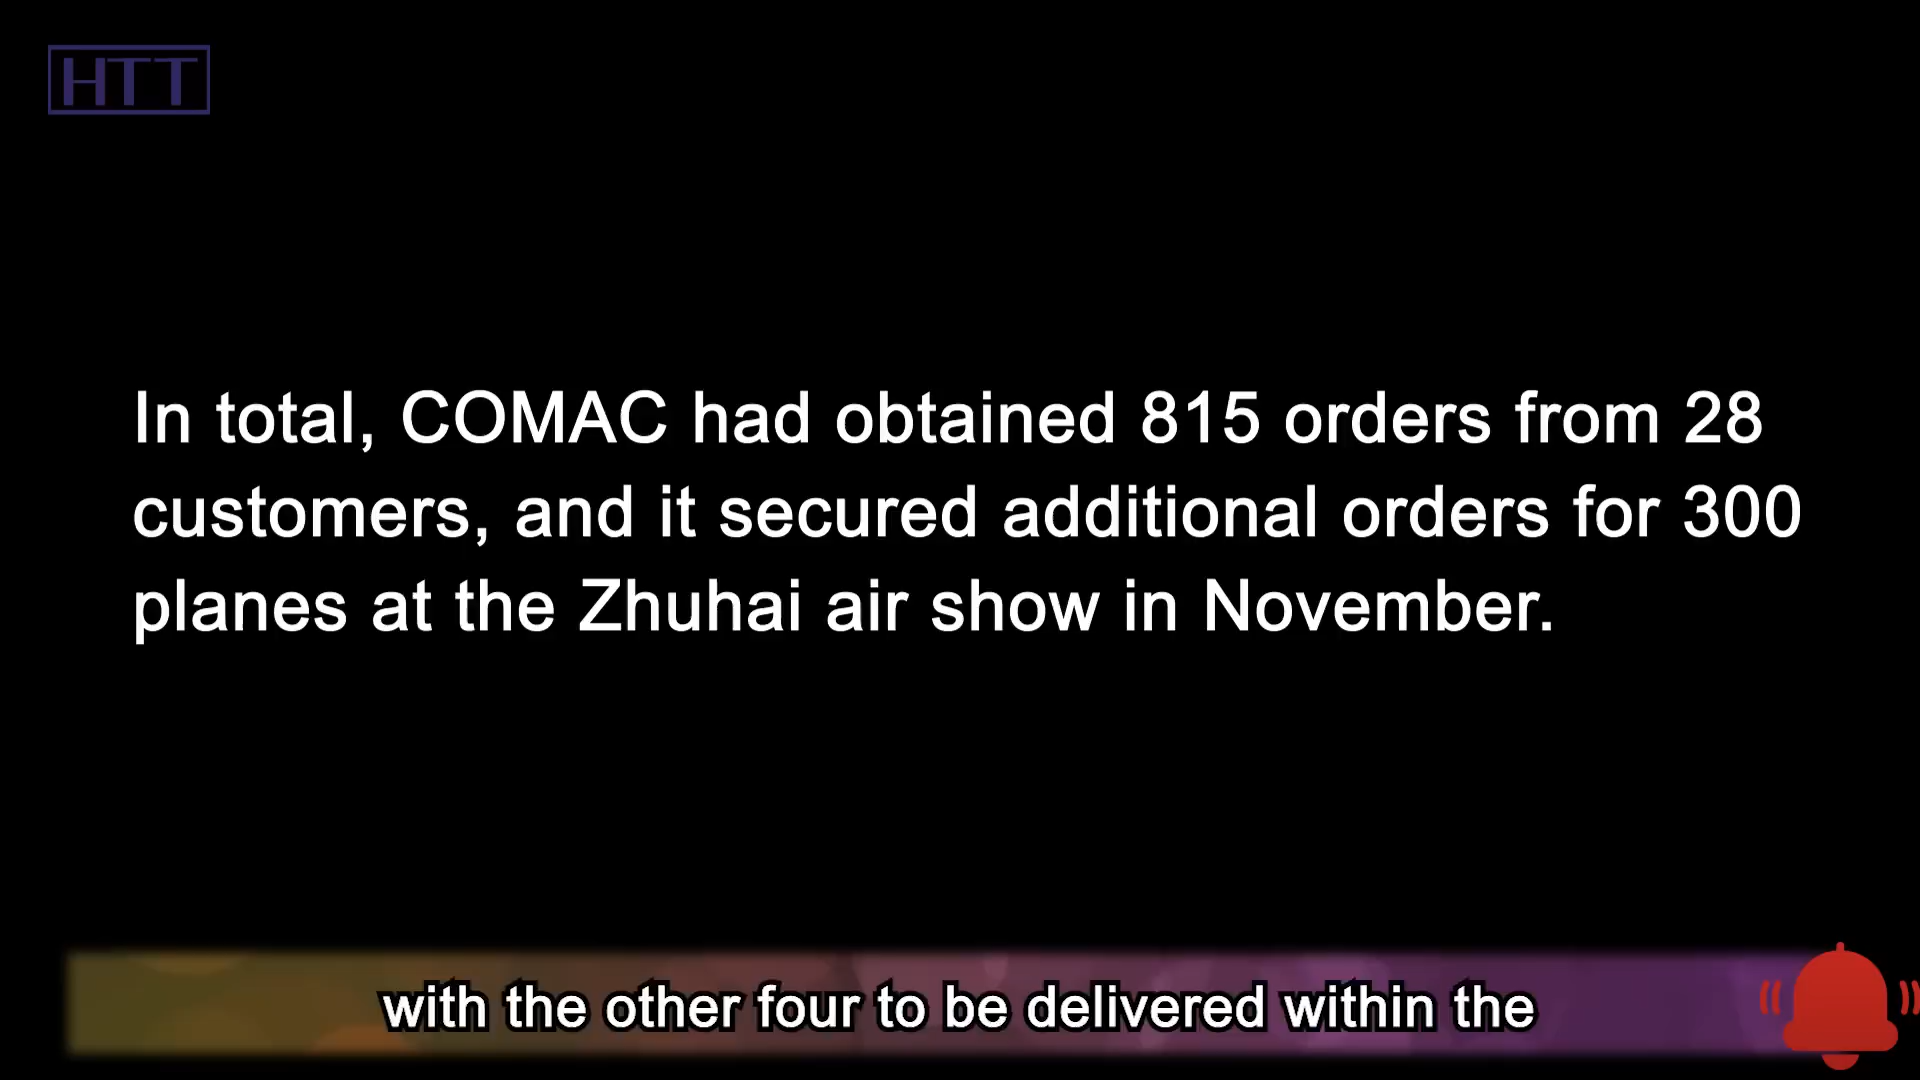 HTT
In total, COMAC had obtained 815 orders from 28
customers, and it secured additional orders for 300
planes at the Zhuhai air show in November.
with the other four to be delivered within the